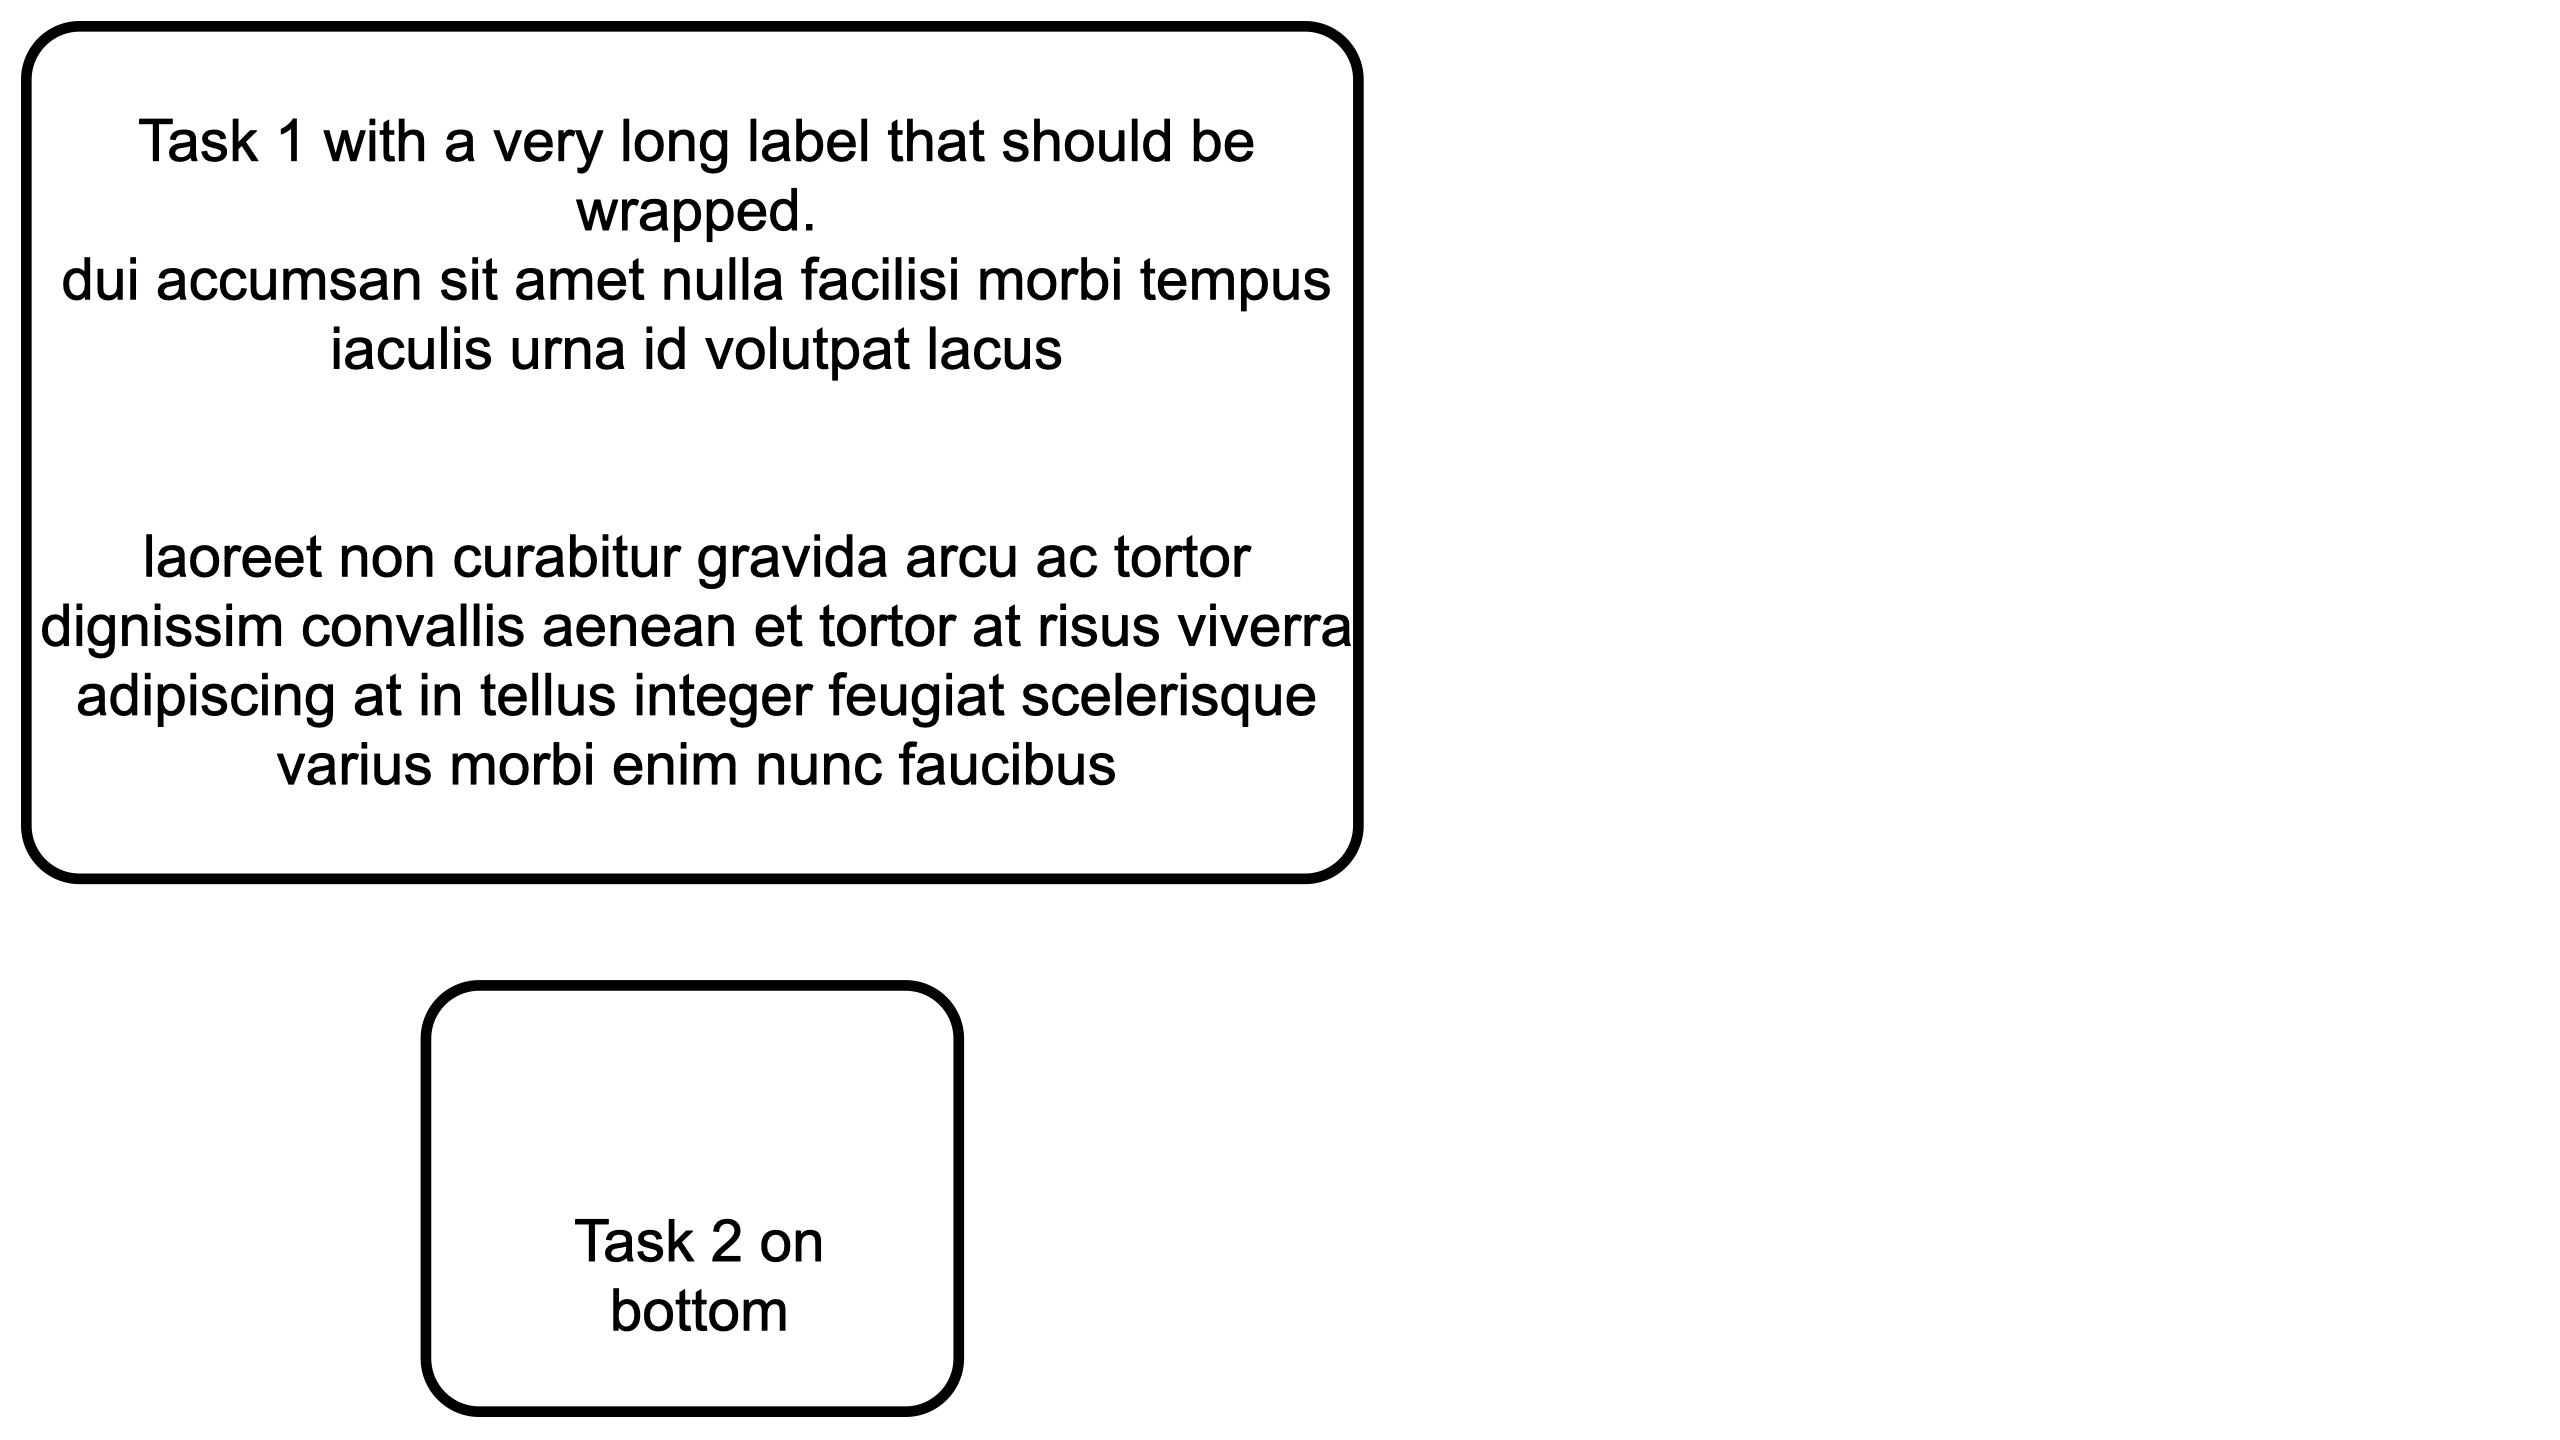 Task 1 with a very long label that should be
wrapped.
dui accumsan sit amet nulla facilisi morbi tempus
iaculis urna id volutpat lacus
laoreet non curabitur gravida arcu ac tortor
dignissim convallis aenean et tortor at risus viverra
adipiscing at in tellus integer feugiat scelerisque
varius morbi enim nunc faucibus
Task 2 on
bottom